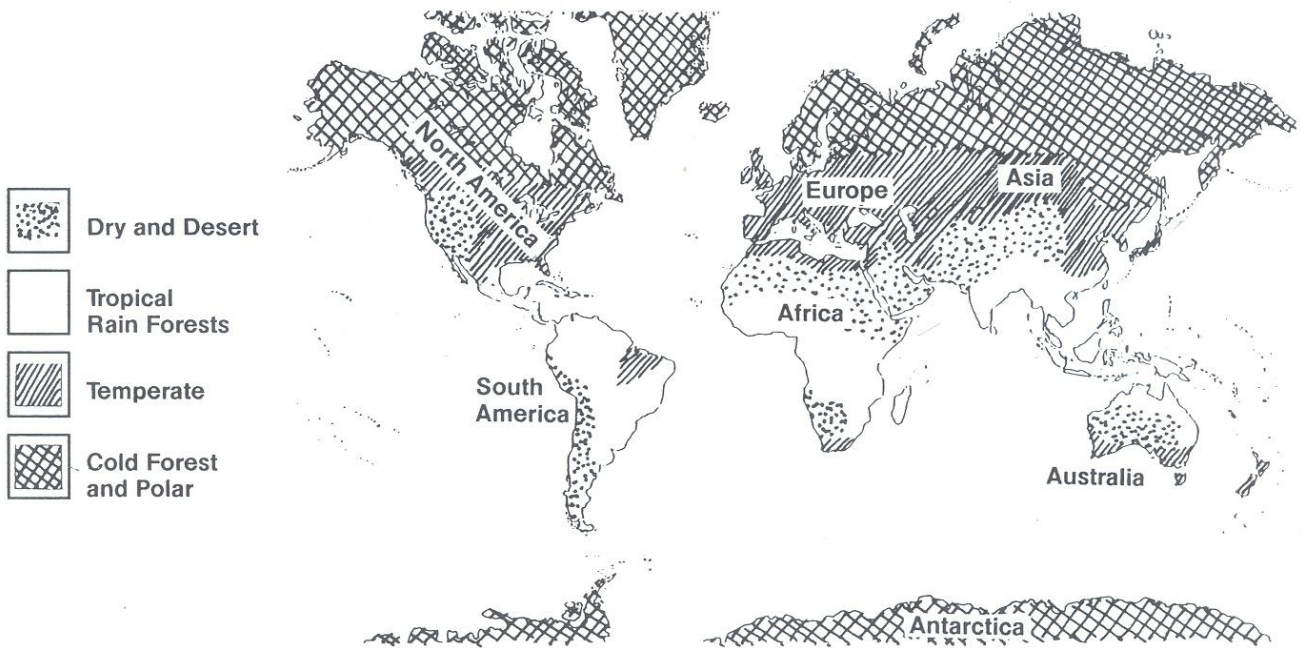 Dry and Desert
Tropical
Rain Forests
Temperate
Cold Forest
and Polar
North America
Europe
Asia
Africa
South
America
Australia
Antarctica